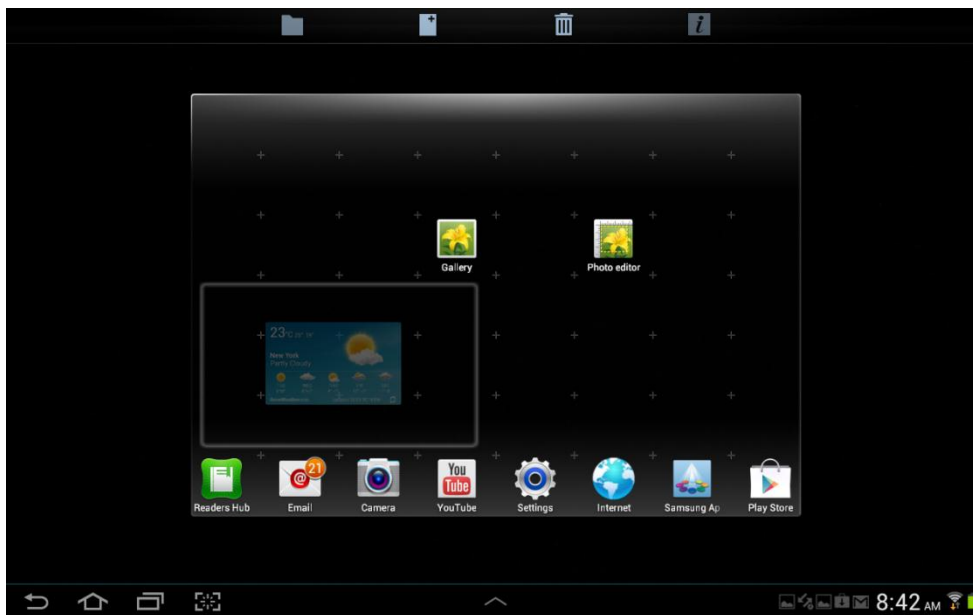 Gallery
Photo editor
23°C
New York
Partly Cloudy
21
You
Tube
Readers Hub
Email
Camera
YouTube
Settings
Internet
Samsung Ap
Play Store
8:42 AM